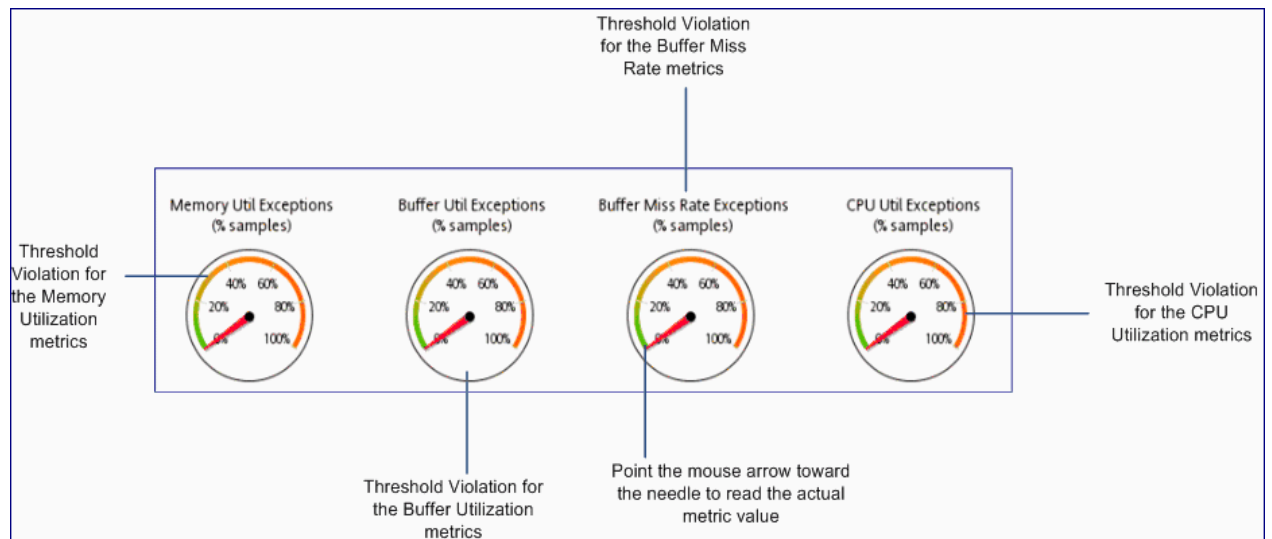 Threshold Violation
for the Buffer Miss
Rate metrics
Memory Util Exceptions
(% samples)
Buffer Util Exceptions
(% samples)
Buffer Miss Rate Exceptions
(% samples)
CPU Util Exceptions
(% samples)
Threshold
Violation for
the Memory
Utilization
metrics
0%
20%
40%
60%
80%
100%
0%
20%
40%
60%
80%
100%
0%
20%
40%
60%
80%
100%
0%
20%
40%
60%
80%
100%
Threshold Violation
for the CPU
Utilization metrics
Threshold Violation for
the Buffer Utilization
metrics
Point the mouse arrow toward
the needle to read the actual
metric value